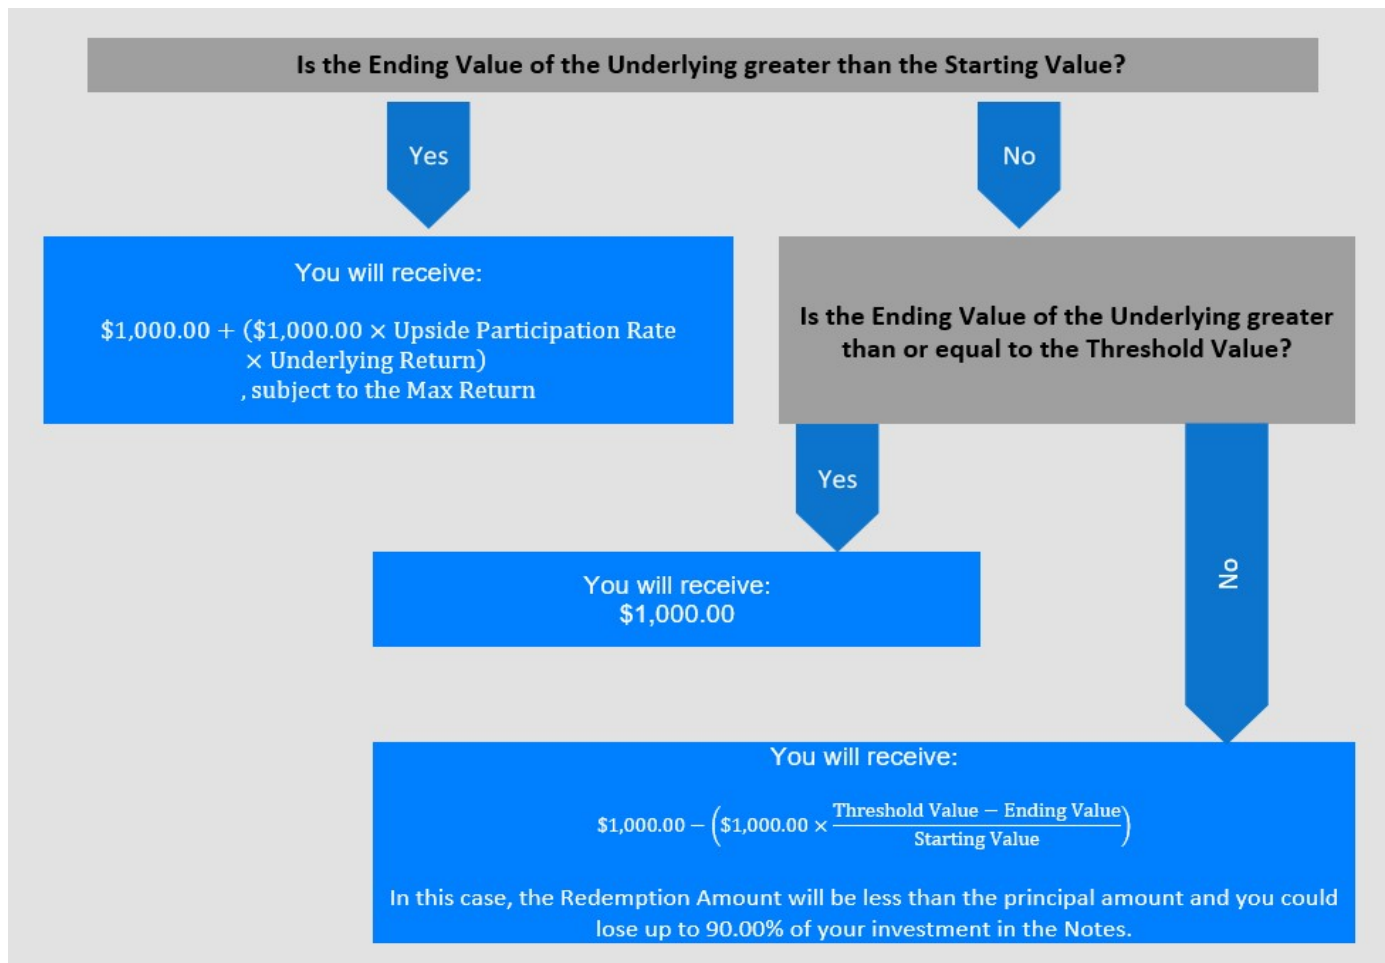 Is the Ending Value of the Underlying greater than the Starting Value?
Yes
No
You will receive:
$1,000.00 + ($1,000.00 × Upside Participation Rate
× Underlying Return)
, subject to the Max Return
Is the Ending Value of the Underlying greater
than or equal to the Threshold Value?
Yes
No
You will receive:
$1,000.00
You will receive:
$1,000.00 − ($1,000.00 × Threshold Value − Ending Value
Starting Value)
In this case, the Redemption Amount will be less than the principal amount and you could
lose up to 90.00% of your investment in the Notes.